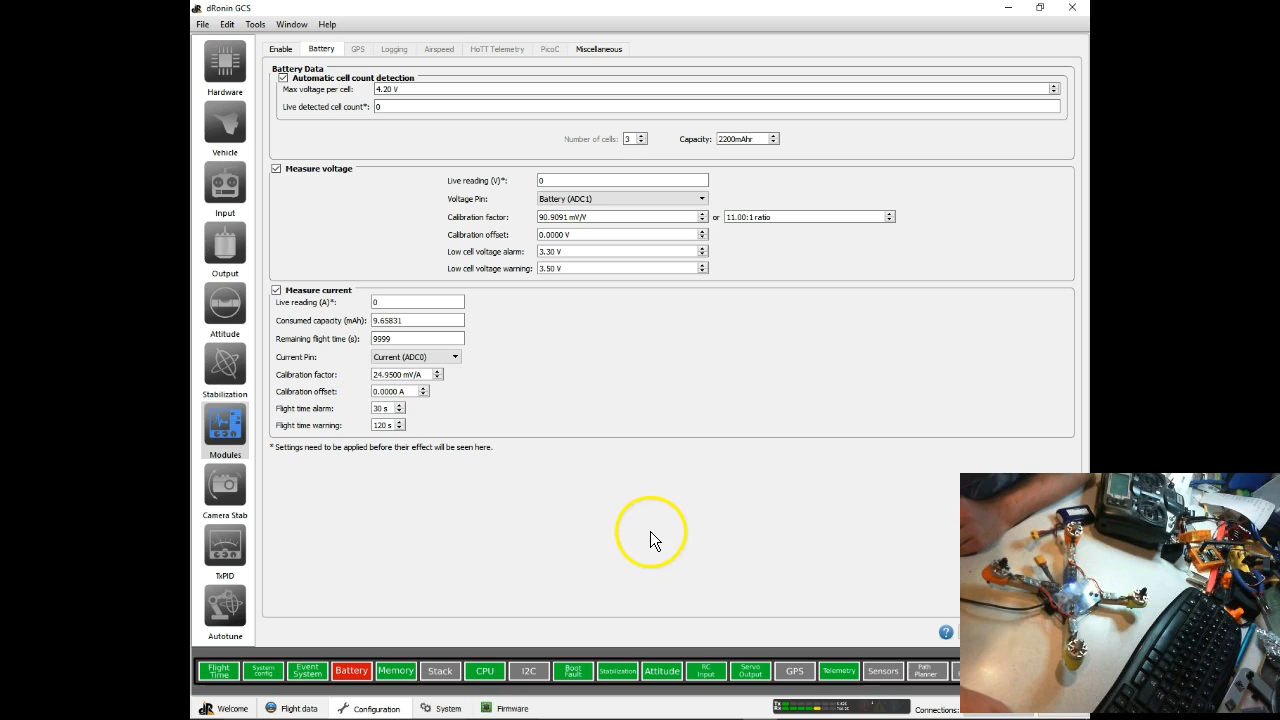 dRonin GCS
File Edit Tools Window Help
Hardware
Vehicle
Input
Output
Attitude
Stabilization
Modules
Camera Stab
TxPID
Autotune
Enable Battery GPS Logging Airspeed HoTT Telemetry PicoC Miscellaneous
Battery Data
Automatic cell count detection
Max voltage per cell: 4.20 V
Live detected cell count*: 0
Number of cells: 3 Capacity: 2200mAhr
Measure voltage
Live reading (V)*: 0
Voltage Pin: Battery (ADC1)
Calibration factor: 90.9091 mV/V or 11.00:1 ratio
Calibration offset: 0.0000 V
Low cell voltage alarm: 3.30 V
Low cell voltage warning: 3.50 V
Measure current
Live reading (A)*: 0
Consumed capacity (mAh): 9.65831
Remaining flight time (s): 9999
Current Pin: Current (ADC0)
Calibration factor: 24.9500 mV/A
Calibration offset: 0.0000 A
Flight time alarm: 30 s
Flight time warning: 120 s
* Settings need to be applied before their effect will be seen here.
Flight Time
System config
Event System
Battery
Memory
Stack
CPU
I2C
Boot Fault
Stabilization
Attitude
RC Input
Servo Output
GPS
Telemetry
Sensors
Path Planner
dR Welcome Flight data Configuration System Firmware Tx Rx Connections: